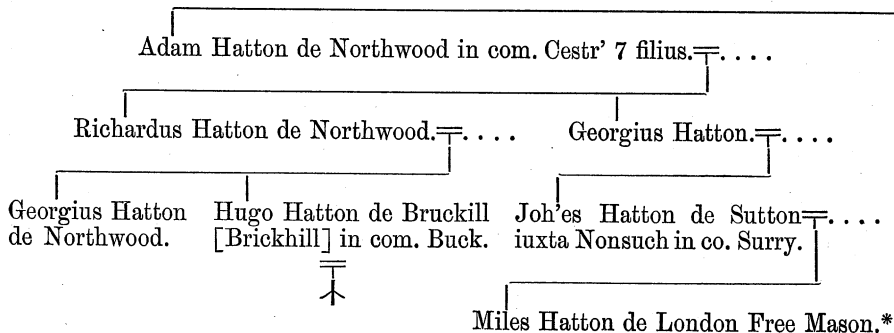 Adam Hatton de Northwood in com. Cestr' 7 filius.=. . . .
Richardus Hatton de Northwood.=. . . .
Georgius Hatton.=. . . .
Georgius Hatton
de Northwood.
Hugo Hatton de Bruckill
[Brickhill] in com. Buck.
Joh'es Hatton de Sutton=. . . .
iuxta Nonsuch in co. Surry.
Miles Hatton de London Free Mason.*